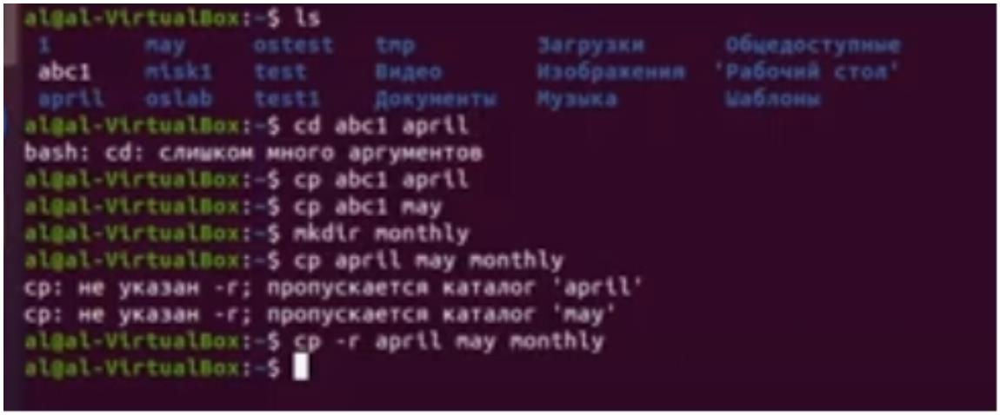 al@al-VirtualBox:~$ ls
1 may ostest tmp Загрузки Общедоступные
abc1 misk1 test Видео Изображения 'Рабочий стол'
april oslab test1 Документы Музыка Шаблоны
al@al-VirtualBox:~$ cd abc1 april
bash: cd: слишком много аргументов
al@al-VirtualBox:~$ cp abc1 april
al@al-VirtualBox:~$ cp abc1 may
al@al-VirtualBox:~$ mkdir monthly
al@al-VirtualBox:~$ cp april may monthly
cp: не указан -r; пропускается каталог 'april'
cp: не указан -r; пропускается каталог 'may'
al@al-VirtualBox:~$ cp -r april may monthly
al@al-VirtualBox:~$